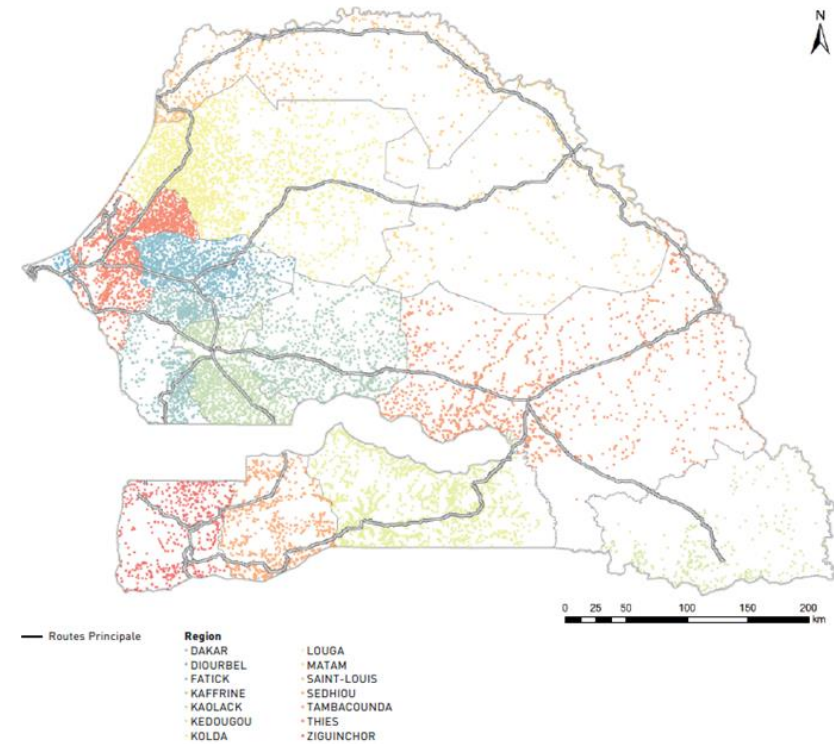 N
0 25 50 100 150 200
km
Routes Principale
Region
DAKAR
DIOURBEL
FATICK
KAFFRINE
KAOLACK
KEDOUGOU
KOLDA
LOUGA
MATAM
SAINT-LOUIS
SEDHIOU
TAMBACOUNDA
THIES
ZIGUINCHOR